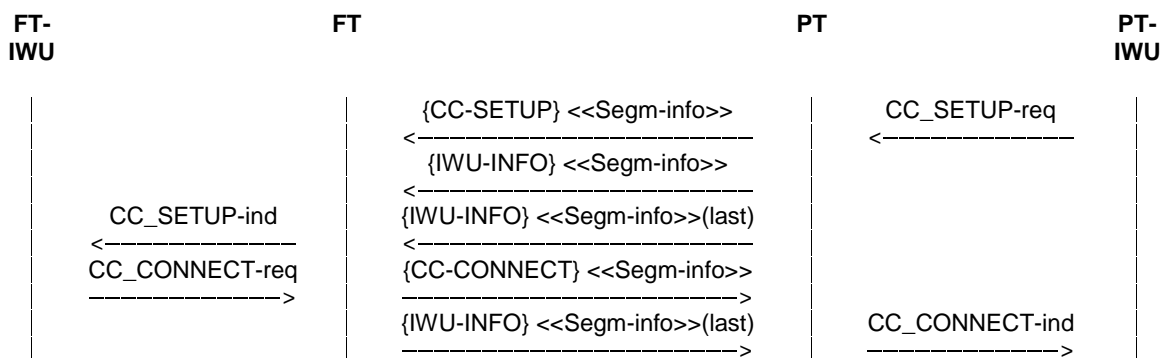 FT-IWU FT PT PT-IWU
{CC-SETUP} <<Segm-info>> CC_SETUP-req
{IWU-INFO} <<Segm-info>>
CC_SETUP-ind {IWU-INFO} <<Segm-info>>(last)
CC_CONNECT-req {CC-CONNECT} <<Segm-info>>
{IWU-INFO} <<Segm-info>>(last) CC_CONNECT-ind